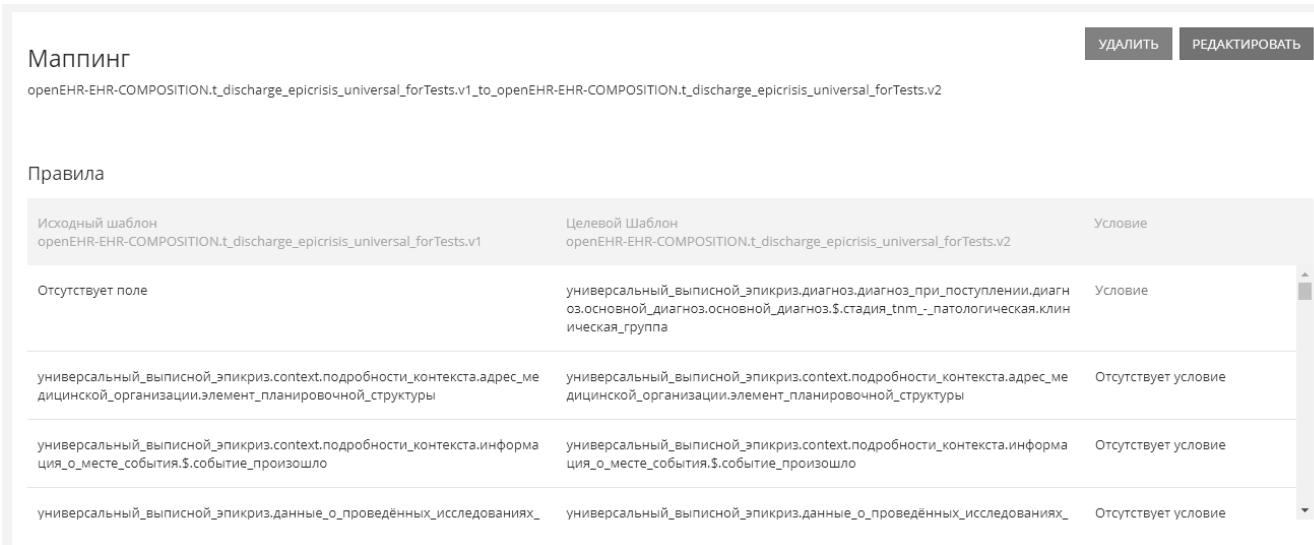 УДАЛИТЬ
РЕДАКТИРОВАТЬ
Маппинг
openEHR-EHR-COMPOSITION.t_discharge_epicrisis_universal_forTests.v1_to_openEHR-EHR-COMPOSITION.t_discharge_epicrisis_universal_forTests.v2
Правила
Исходный шаблон
openEHR-EHR-COMPOSITION.t_discharge_epicrisis_universal_forTests.v1
Целевой Шаблон
openEHR-EHR-COMPOSITION.t_discharge_epicrisis_universal_forTests.v2
Условие
Отсутствует поле
универсальный_выписной_эпикриз.диагноз.диагноз_при_поступлении.диагн
оз.основной_диагноз.основной_диагноз.$.стадия_tnm_-_патологическая.клин
ическая_группа
Условие
универсальный_выписной_эпикриз.context.подробности_контекста.адрес_ме
дицинской_организации.элемент_планировочной_структуры
универсальный_выписной_эпикриз.context.подробности_контекста.адрес_ме
дицинской_организации.элемент_планировочной_структуры
Отсутствует условие
универсальный_выписной_эпикриз.context.подробности_контекста.информа
ция_о_месте_события.$.событие_произошло
универсальный_выписной_эпикриз.context.подробности_контекста.информа
ция_о_месте_события.$.событие_произошло
Отсутствует условие
универсальный_выписной_эпикриз.данные_о_проведённых_исследованиях_
универсальный_выписной_эпикриз.данные_о_проведённых_исследованиях_
Отсутствует условие